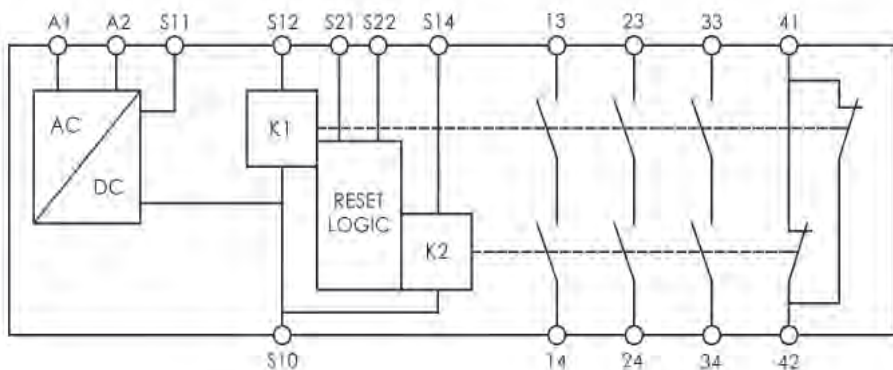 A1 A2 S11 S12 S21 S22 S14 13 23 33 41
AC
DC
K1
RESET
LOGIC
K2
S10 14 24 34 42